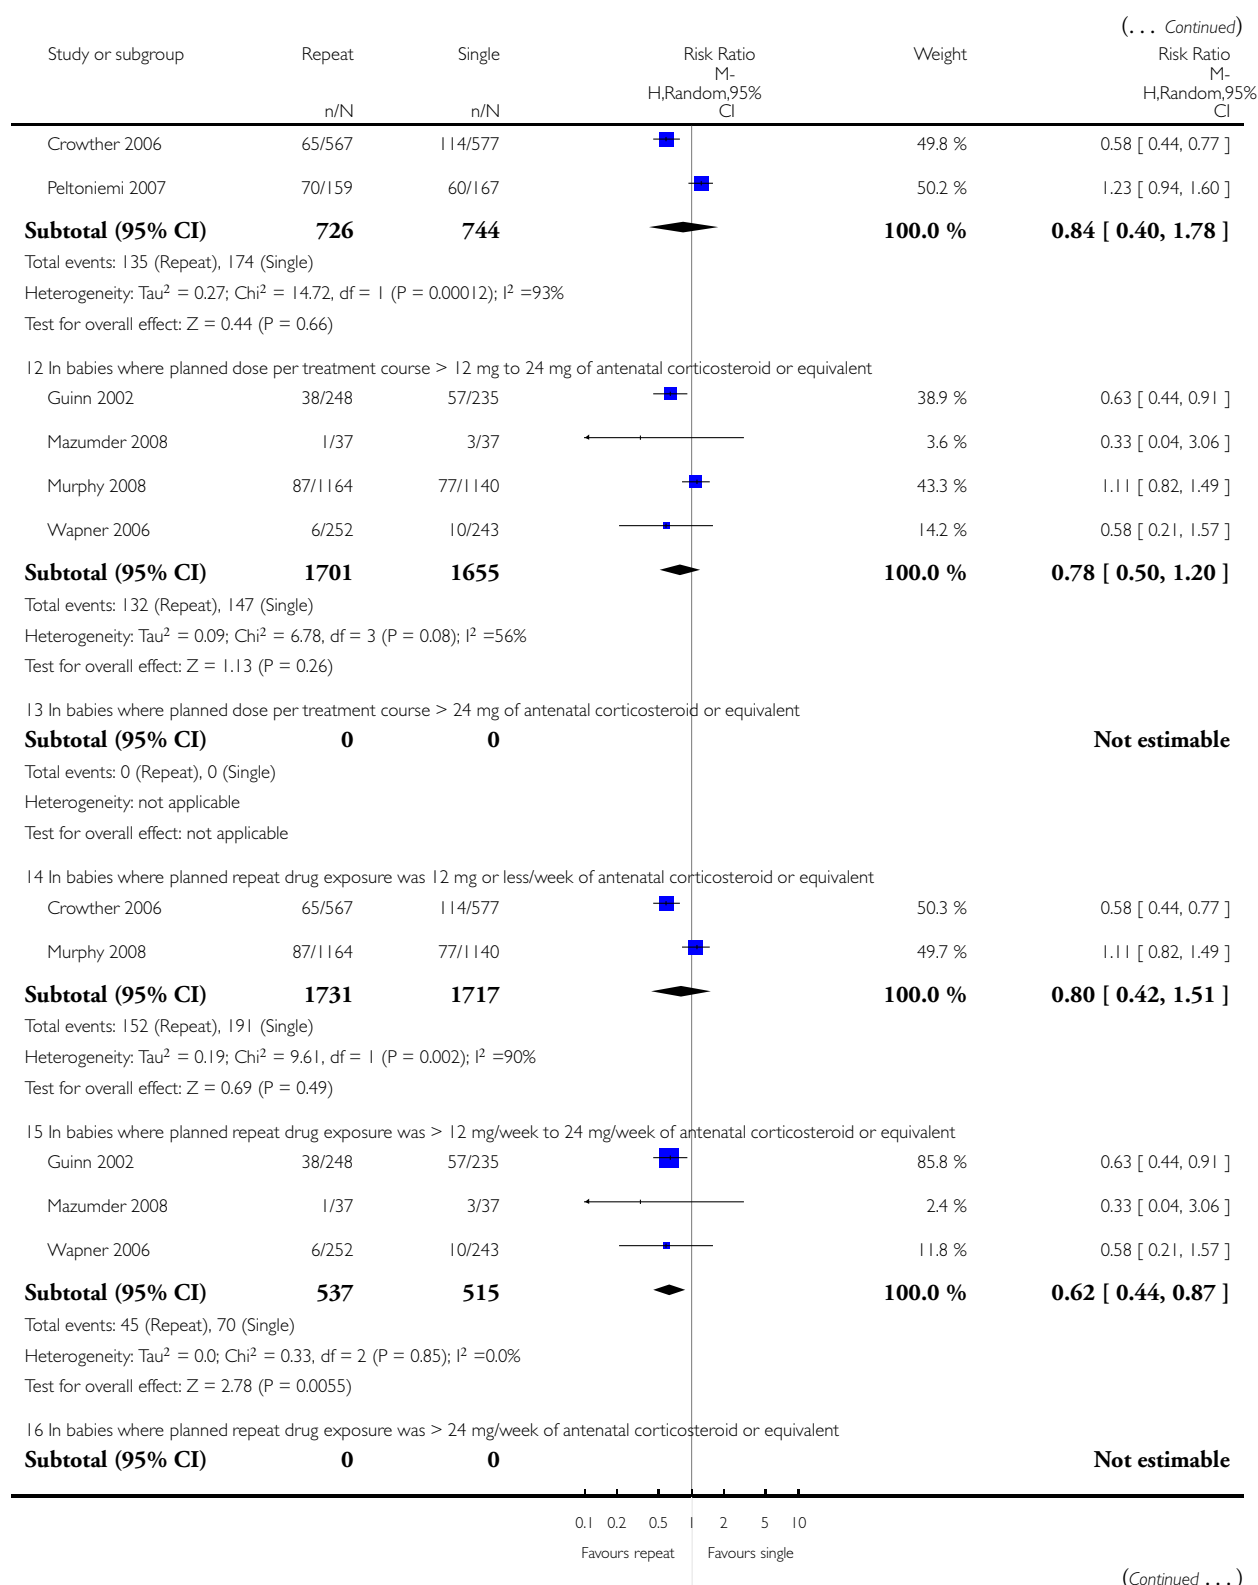 (... Continued)
Study or subgroup Repeat Single Risk Ratio Weight Risk Ratio
M- M-
H,Random,95% H,Random,95%
n/N n/N CI CI
Crowther 2006 65/567 114/577 49.8 % 0.58 [ 0.44, 0.77 ]
Peltoniemi 2007 70/159 60/167 50.2 % 1.23 [ 0.94, 1.60 ]
Subtotal (95% CI) 726 744 100.0 % 0.84 [ 0.40, 1.78 ]
Total events: 135 (Repeat), 174 (Single)
Heterogeneity: Tau² = 0.27; Chi² = 14.72, df = 1 (P = 0.00012); I² =93%
Test for overall effect: Z = 0.44 (P = 0.66)
12 In babies where planned dose per treatment course > 12 mg to 24 mg of antenatal corticosteroid or equivalent
Guinn 2002 38/248 57/235 38.9 % 0.63 [ 0.44, 0.91 ]
Mazumder 2008 1/37 3/37 3.6 % 0.33 [ 0.04, 3.06 ]
Murphy 2008 87/1164 77/1140 43.3 % 1.11 [ 0.82, 1.49 ]
Wapner 2006 6/252 10/243 14.2 % 0.58 [ 0.21, 1.57 ]
Subtotal (95% CI) 1701 1655 100.0 % 0.78 [ 0.50, 1.20 ]
Total events: 132 (Repeat), 147 (Single)
Heterogeneity: Tau² = 0.09; Chi² = 6.78, df = 3 (P = 0.08); I² =56%
Test for overall effect: Z = 1.13 (P = 0.26)
13 In babies where planned dose per treatment course > 24 mg of antenatal corticosteroid or equivalent
Subtotal (95% CI) 0 0 Not estimable
Total events: 0 (Repeat), 0 (Single)
Heterogeneity: not applicable
Test for overall effect: not applicable
14 In babies where planned repeat drug exposure was 12 mg or less/week of antenatal corticosteroid or equivalent
Crowther 2006 65/567 114/577 50.3 % 0.58 [ 0.44, 0.77 ]
Murphy 2008 87/1164 77/1140 49.7 % 1.11 [ 0.82, 1.49 ]
Subtotal (95% CI) 1731 1717 100.0 % 0.80 [ 0.42, 1.51 ]
Total events: 152 (Repeat), 191 (Single)
Heterogeneity: Tau² = 0.19; Chi² = 9.61, df = 1 (P = 0.002); I² =90%
Test for overall effect: Z = 0.69 (P = 0.49)
15 In babies where planned repeat drug exposure was > 12 mg/week to 24 mg/week of antenatal corticosteroid or equivalent
Guinn 2002 38/248 57/235 85.8 % 0.63 [ 0.44, 0.91 ]
Mazumder 2008 1/37 3/37 2.4 % 0.33 [ 0.04, 3.06 ]
Wapner 2006 6/252 10/243 11.8 % 0.58 [ 0.21, 1.57 ]
Subtotal (95% CI) 537 515 100.0 % 0.62 [ 0.44, 0.87 ]
Total events: 45 (Repeat), 70 (Single)
Heterogeneity: Tau² = 0.0; Chi² = 0.33, df = 2 (P = 0.85); I² =0.0%
Test for overall effect: Z = 2.78 (P = 0.0055)
16 In babies where planned repeat drug exposure was > 24 mg/week of antenatal corticosteroid or equivalent
Subtotal (95% CI) 0 0 Not estimable
0.1 0.2 0.5 1 2 5 10
Favours repeat Favours single
(Continued ...)